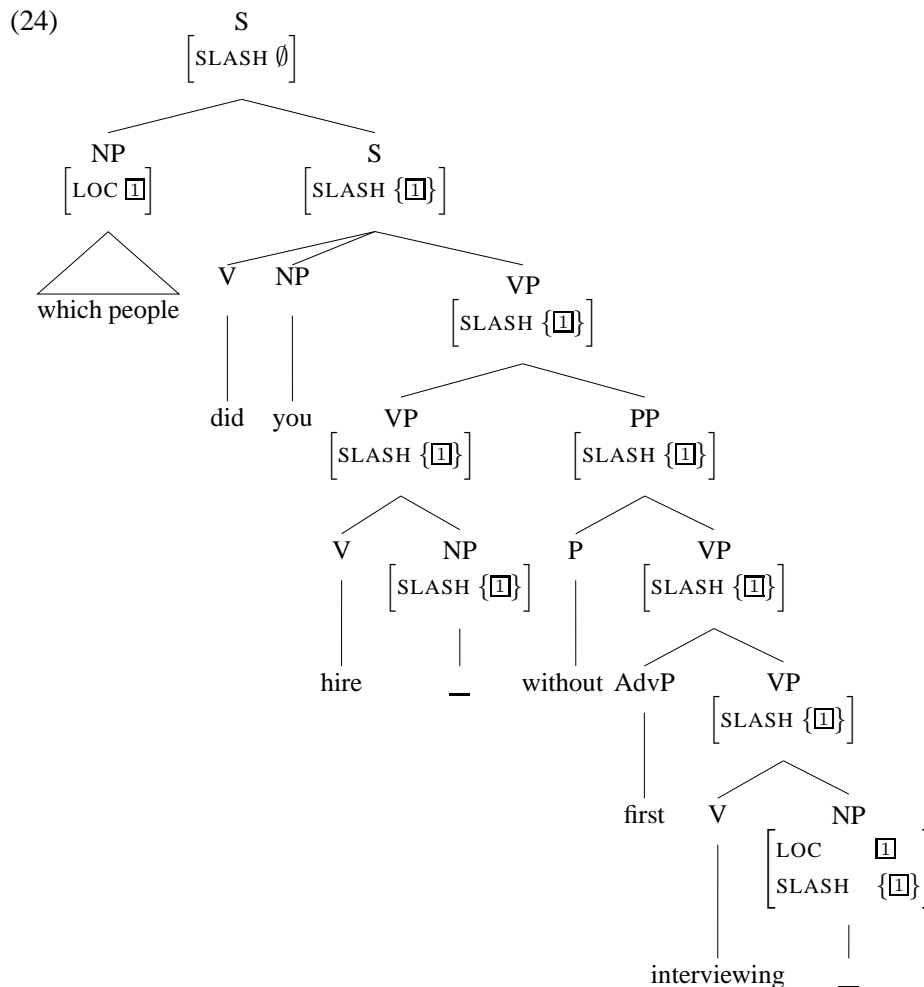 (24)
S
[SLASH ∅]
NP S
[LOC 1] [SLASH {1}]
V NP VP
which people [SLASH {1}]
did you VP PP
[SLASH {1}] [SLASH {1}]
V NP P VP
[SLASH {1}] [SLASH {1}]
hire _ without AdvP VP
[SLASH {1}]
first V NP
[LOC 1
SLASH {1}]
interviewing _